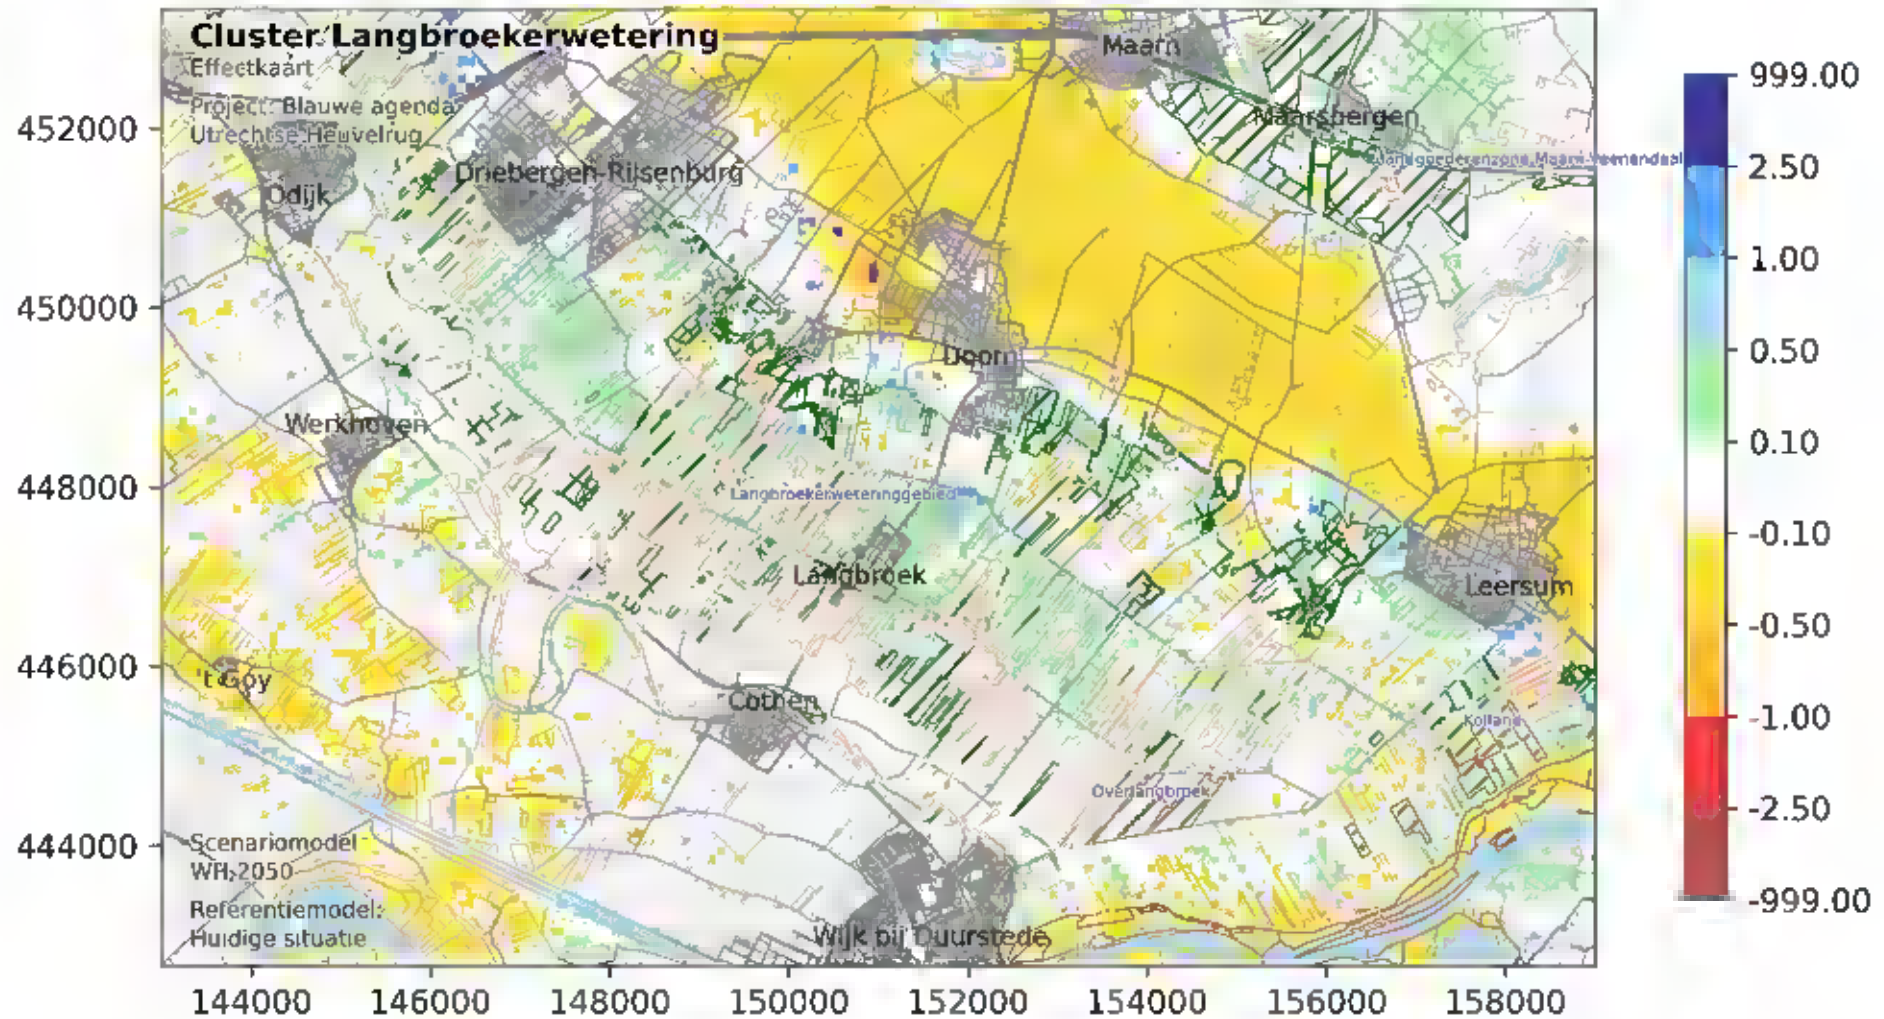 Cluster Langbroekerwetering
Effectkaart
Project: Blauwe agenda
Utrechtse Heuvelrug
Maarn
Maarsbergen
Driebergen-Rijsenburg
Odijk
Doorn
Werkhoven
Langbroekerweteringgebied
Langbroek
Leersum
't Goy
Cothen
Kolland
Overlangbroek
Scenariomodel
WH-2050
Referentiemodel:
Huidige situatie
Wijk bij Duurstede
452000
450000
448000
446000
444000
144000 146000 148000 150000 152000 154000 156000 158000
999.00
2.50
1.00
0.50
0.10
-0.10
-0.50
-1.00
-2.50
-999.00